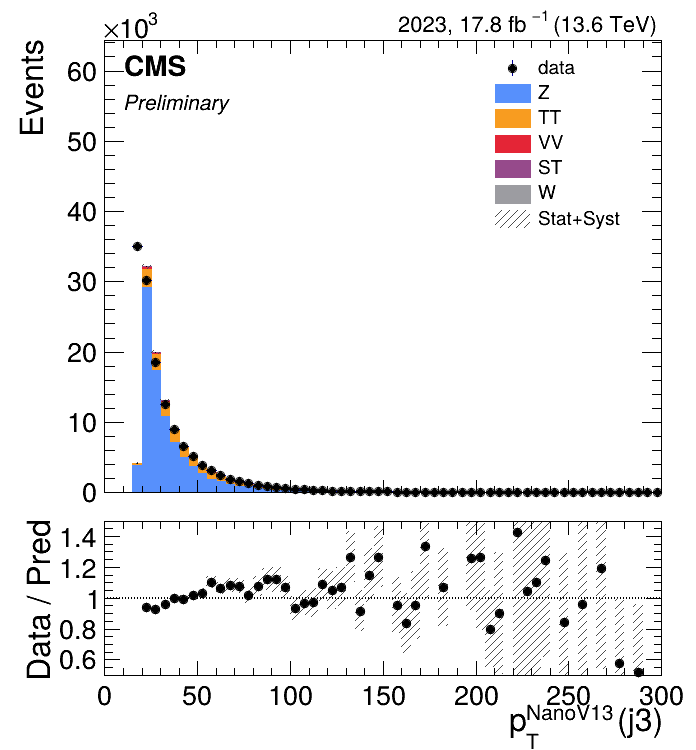 ×10³
2023, 17.8 fb⁻¹ (13.6 TeV)
Events
CMS
Preliminary
data
Z
TT
VV
ST
W
Stat+Syst
60
50
40
30
20
10
0
Data / Pred
1.4
1.2
1
0.8
0.6
0 50 100 150 200 250 300
p_T^NanoV13 (j3)